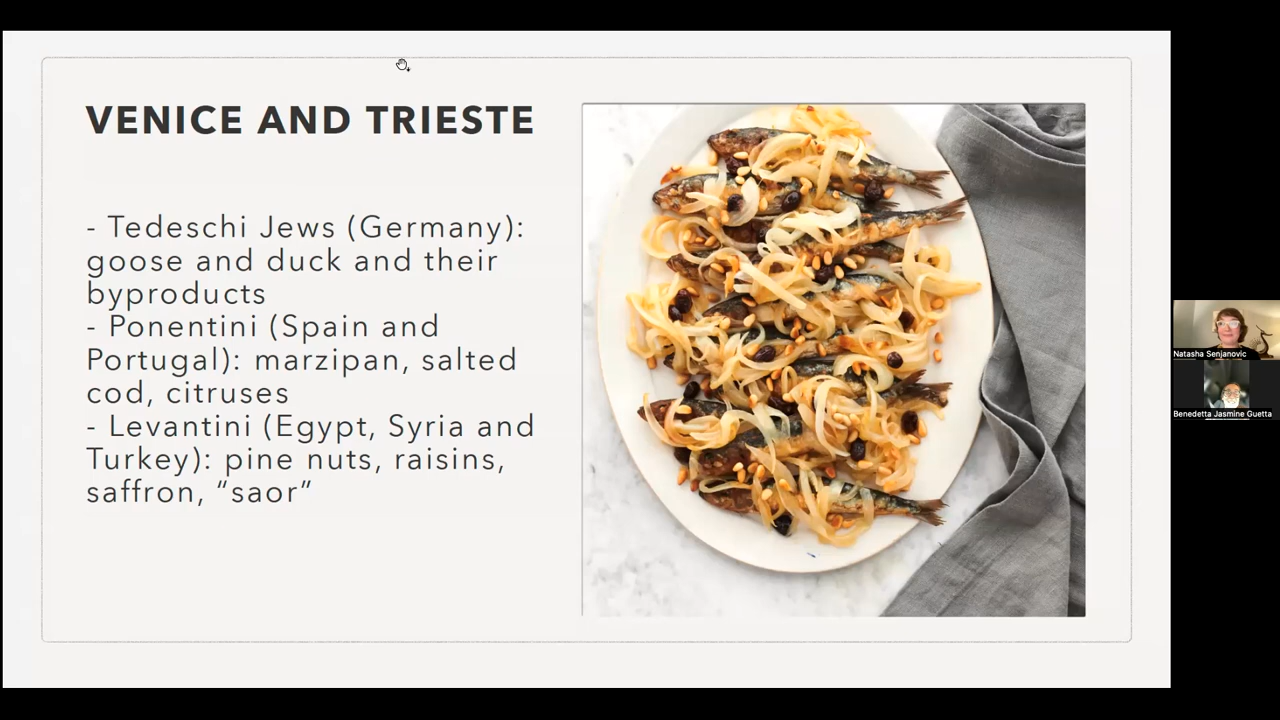 VENICE AND TRIESTE
- Tedeschi Jews (Germany):
goose and duck and their
byproducts
- Ponentini (Spain and
Portugal): marzipan, salted
cod, citruses
- Levantini (Egypt, Syria and
Turkey): pine nuts, raisins,
saffron, “saor”
Natasha Senjanovic
Benedetta Jasmine Guetta